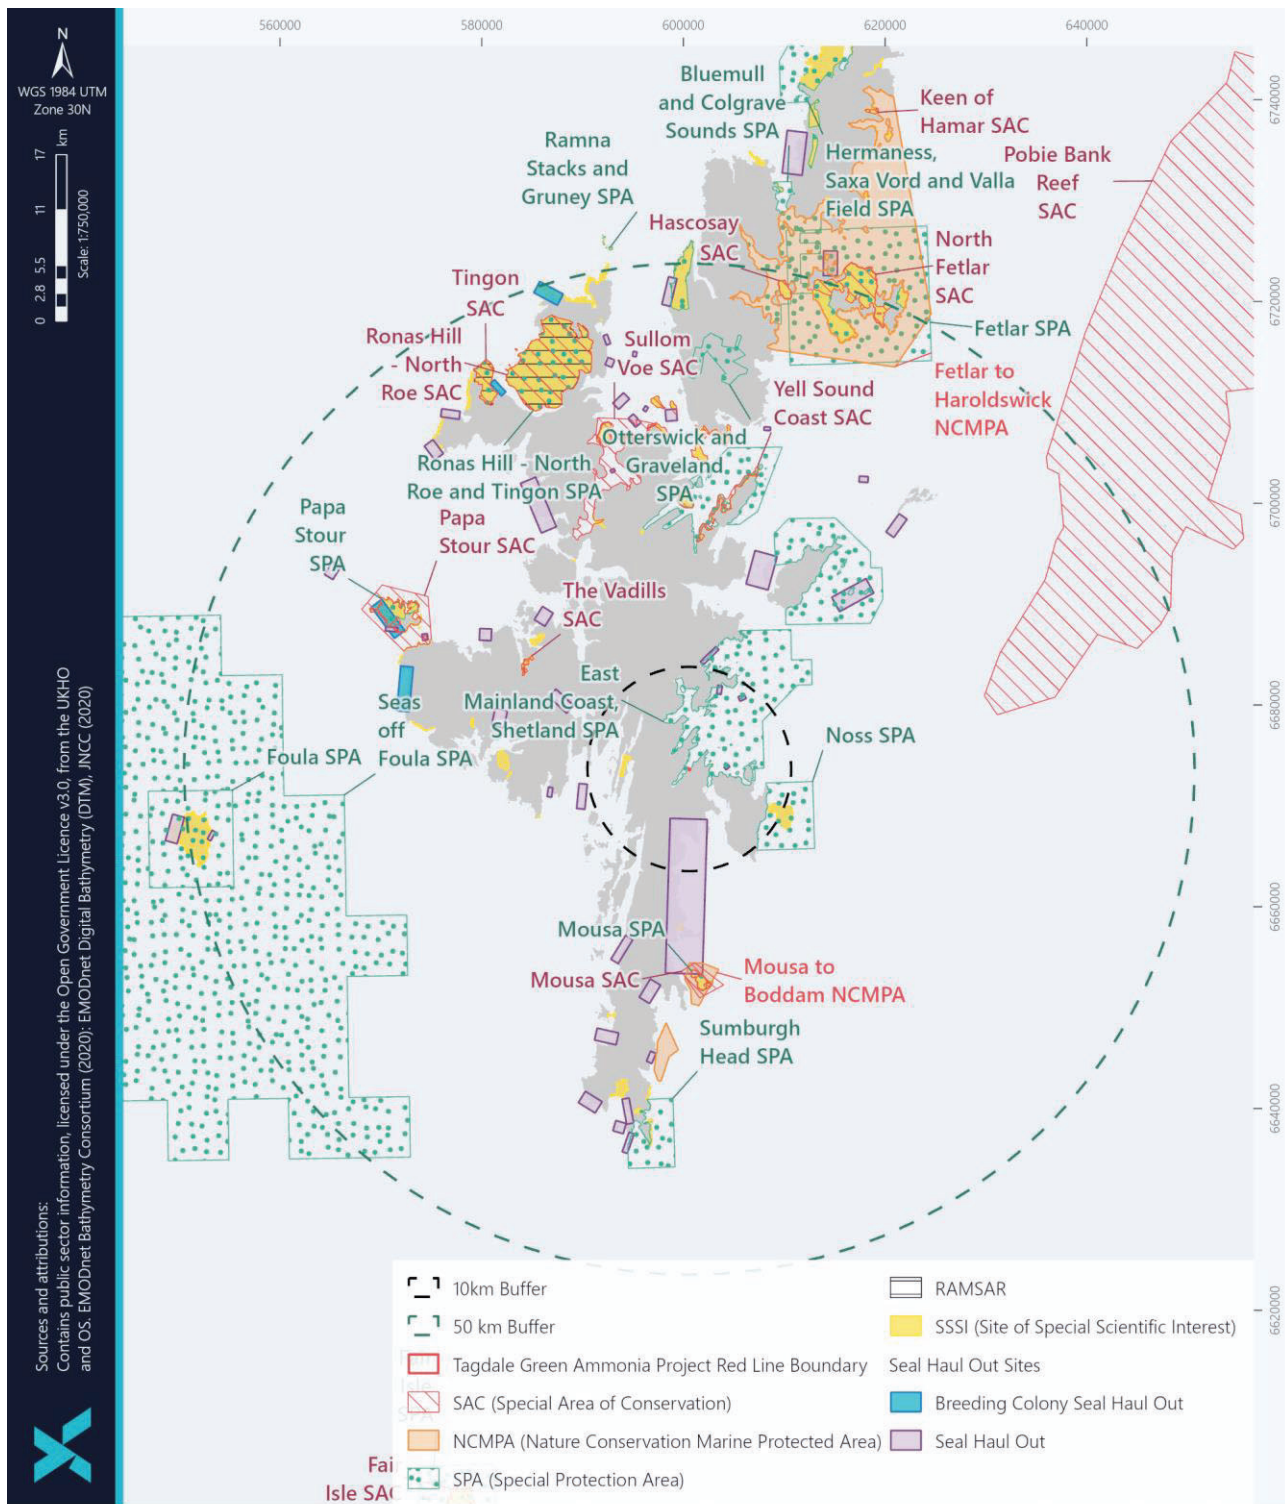 560000
580000
600000
620000
640000
N
WGS 1984 UTM
Zone 30N
km
0 2.8 5.5 11 17
Scale: 1:750,000
Sources and attributions:
Contains public sector information, licensed under the Open Government Licence v3.0, from the UKHO
and OS. EMODnet Bathymetry Consortium (2020): EMODnet Digital Bathymetry (DTM), JNCC (2020)
6740000
6720000
6700000
6680000
6660000
6640000
6620000
Bluemull
and Colgrave
Sounds SPA
Keen of
Hamar SAC
Ramna
Stacks and
Gruney SPA
Hermaness,
Saxa Vord and Valla
Field SPA
Pobie Bank
Reef
SAC
Hascosay
SAC
North
Fetlar
SAC
Tingon
SAC
Fetlar SPA
Ronas Hill
- North
Roe SAC
Sullom
Voe SAC
Yell Sound
Coast SAC
Fetlar to
Haroldswick
NCMPA
Otterswick and
Graveland
SPA
Ronas Hill - North
Roe and Tingon SPA
Papa
Stour
SPA
Papa
Stour SAC
The Vadills
SAC
East
Mainland Coast,
Shetland SPA
Seas
off
Foula SPA
Foula SPA
Noss SPA
Mousa SPA
Mousa SAC
Mousa to
Boddam NCMPA
Sumburgh
Head SPA
10km Buffer
50 km Buffer
Tagdale Green Ammonia Project Red Line Boundary
SAC (Special Area of Conservation)
NCMPA (Nature Conservation Marine Protected Area)
SPA (Special Protection Area)
RAMSAR
SSSI (Site of Special Scientific Interest)
Seal Haul Out Sites
Breeding Colony Seal Haul Out
Seal Haul Out
Isle
SPA
Fai
Isle SAC